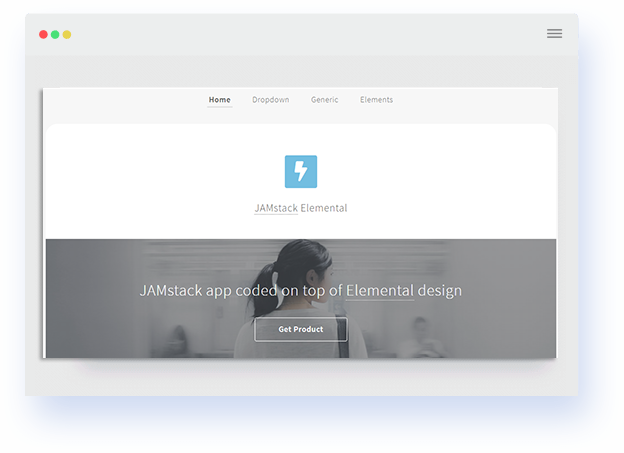 Home Dropdown Generic Elements
JAMstack Elemental
JAMstack app coded on top of Elemental design
Get Product